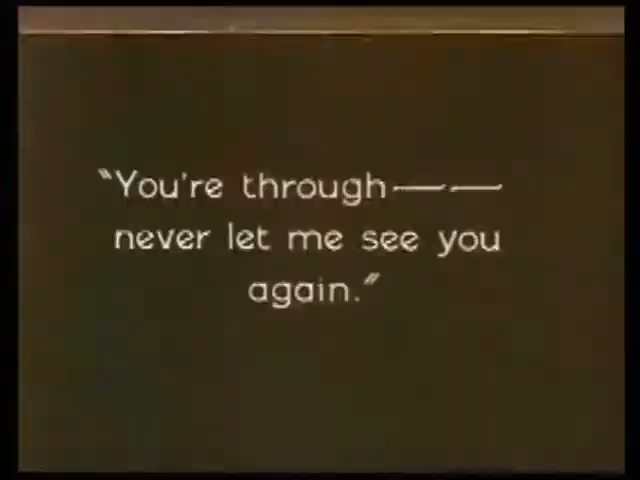 "You're through—— 
never let me see you
again."